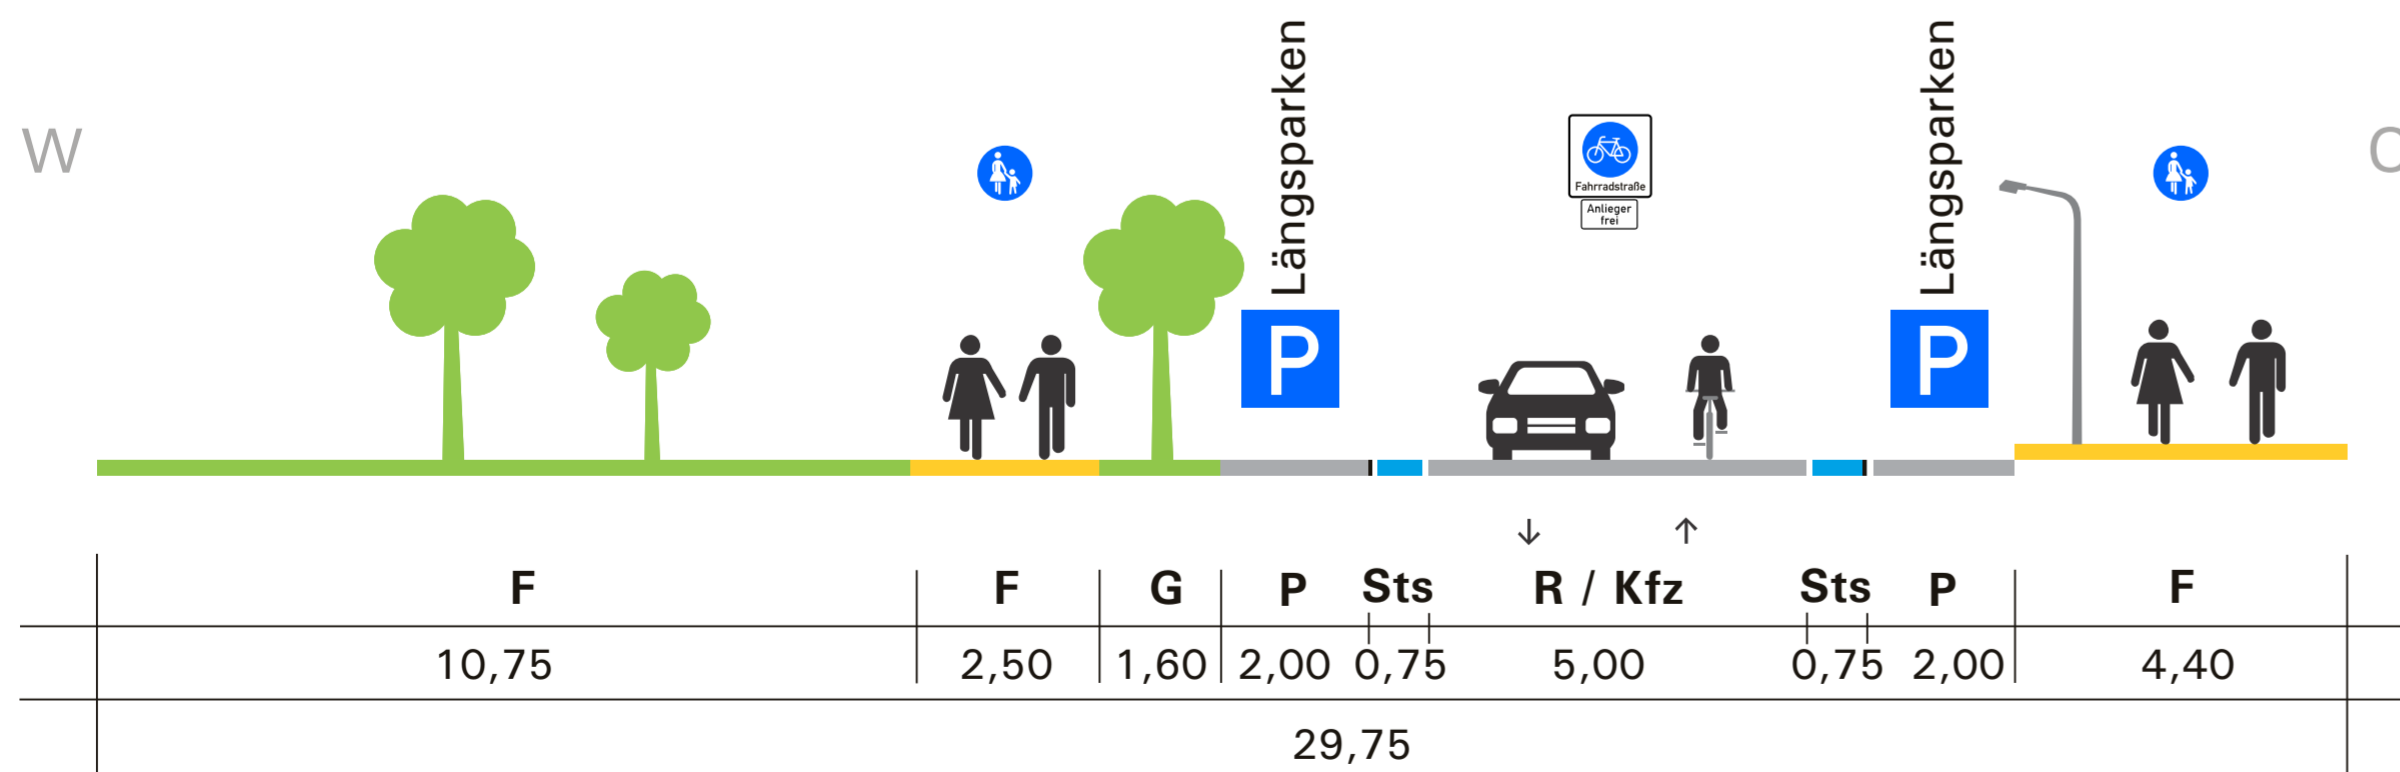 W
Längsparken
Längsparken
Fahrradstraße
Anlieger
frei
P
P
F F G P Sts R / Kfz Sts P F
10,75 2,50 1,60 2,00 0,75 5,00 0,75 2,00 4,40
29,75